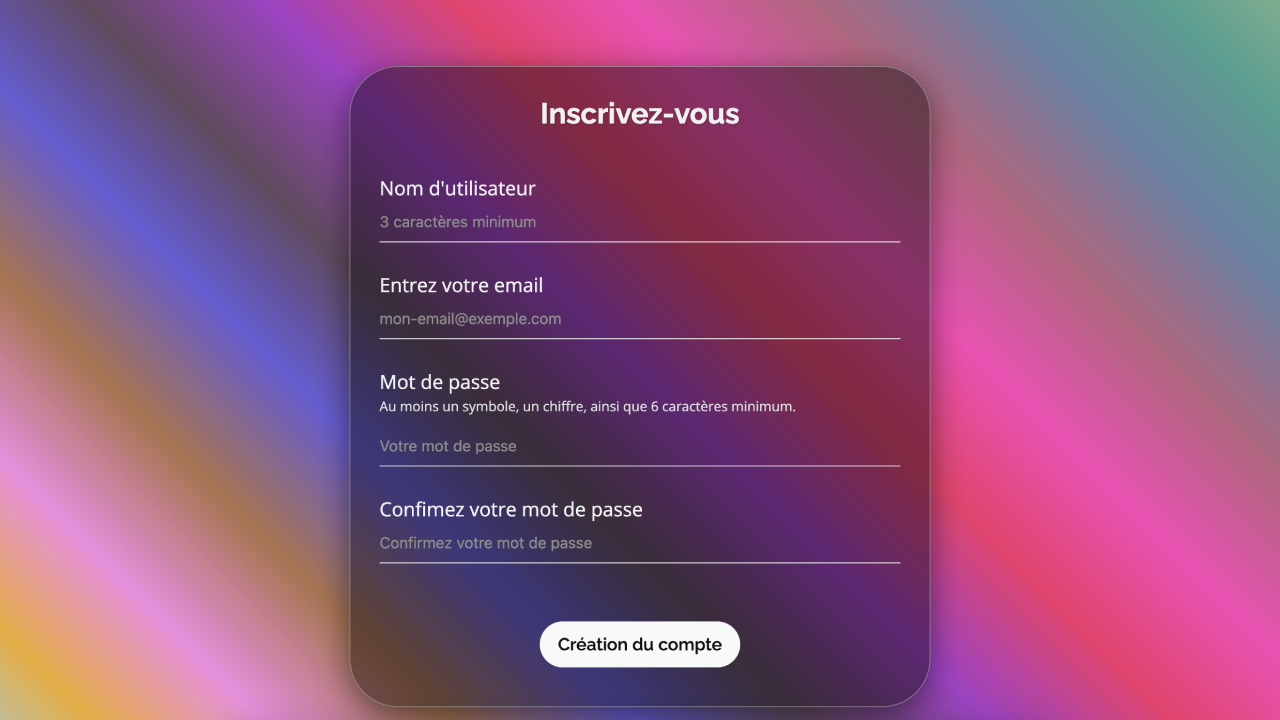 Inscrivez-vous
Nom d'utilisateur
3 caractères minimum
Entrez votre email
mon-email@exemple.com
Mot de passe
Au moins un symbole, un chiffre, ainsi que 6 caractères minimum.
Votre mot de passe
Confimez votre mot de passe
Confirmez votre mot de passe
Création du compte